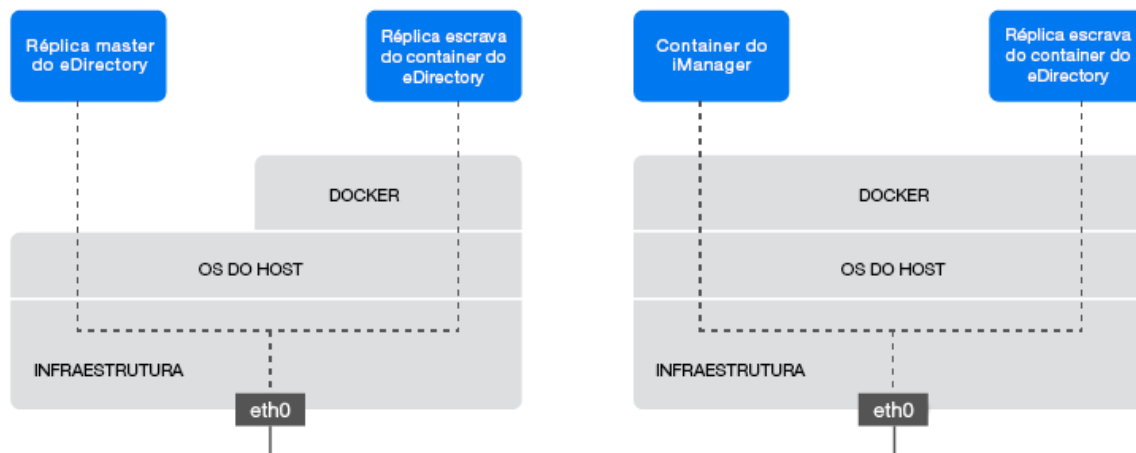 Réplica master
do eDirectory
Réplica escrava
do container do
eDirectory
DOCKER
OS DO HOST
INFRAESTRUTURA
eth0
Container do
iManager
Réplica escrava
do container do
eDirectory
DOCKER
OS DO HOST
INFRAESTRUTURA
eth0